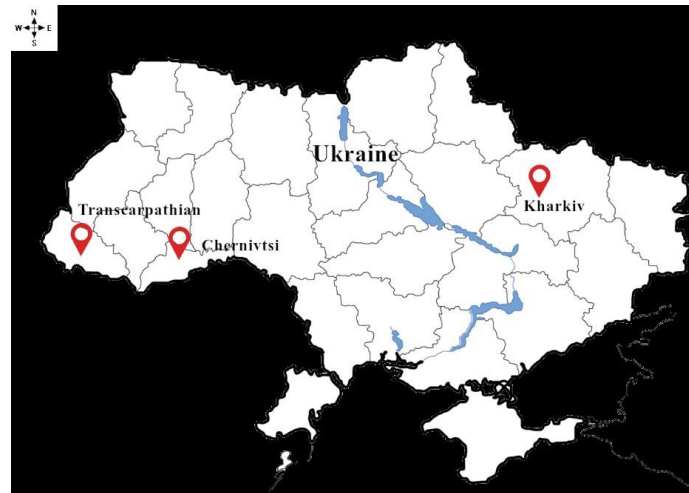 N
W E
S
Ukraine
Transcarpathian
Kharkiv
Chernivtsi